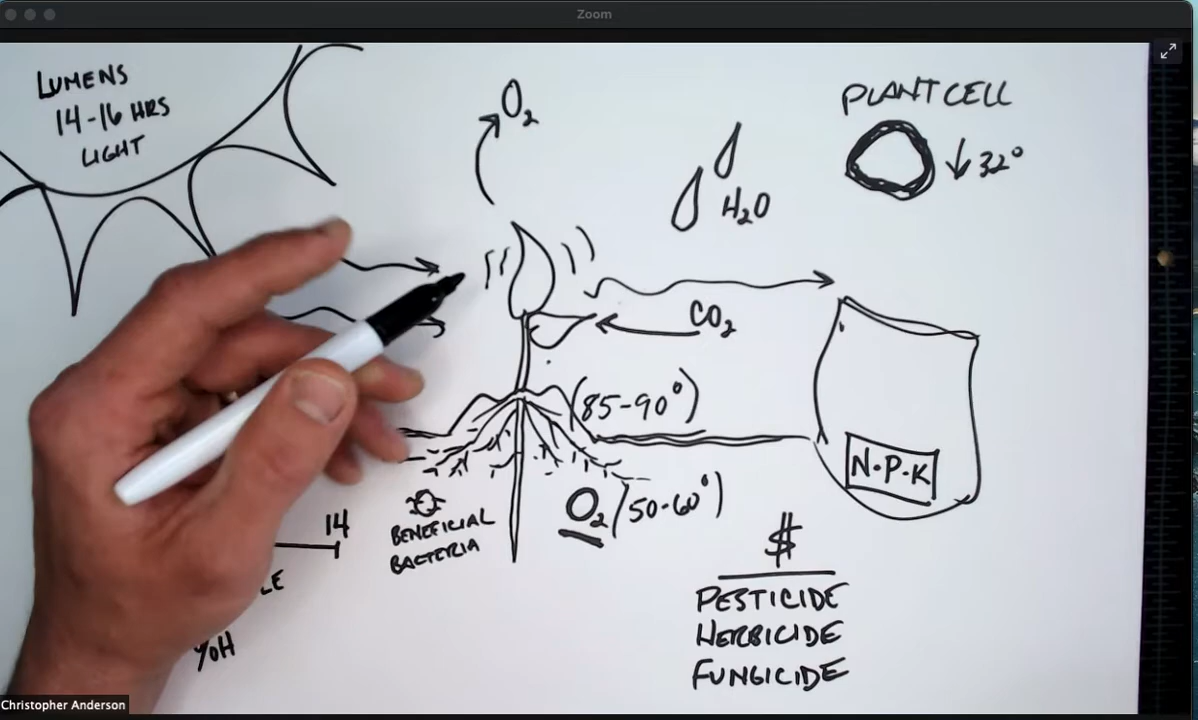 Zoom
LUMENS
14-16 HRS
LIGHT
O₂
PLANT CELL
↓ 32°
H₂O
CO₂
(85-90°)
N·P·K
O₂ (50-60°)
14
BENEFICIAL
BACTERIA
$
PESTICIDE
HERBICIDE
FUNGICIDE
Christopher Anderson